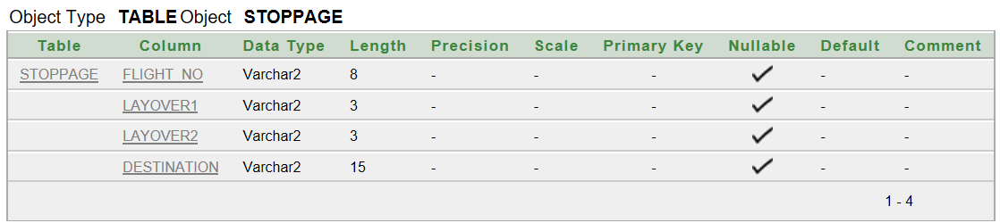 Object Type TABLE Object STOPPAGE
Table Column Data Type Length Precision Scale Primary Key Nullable Default Comment
STOPPAGE FLIGHT_NO Varchar2 8 - - - ✓ - -
LAYOVER1 Varchar2 3 - - - ✓ - -
LAYOVER2 Varchar2 3 - - - ✓ - -
DESTINATION Varchar2 15 - - - ✓ - -
1 - 4